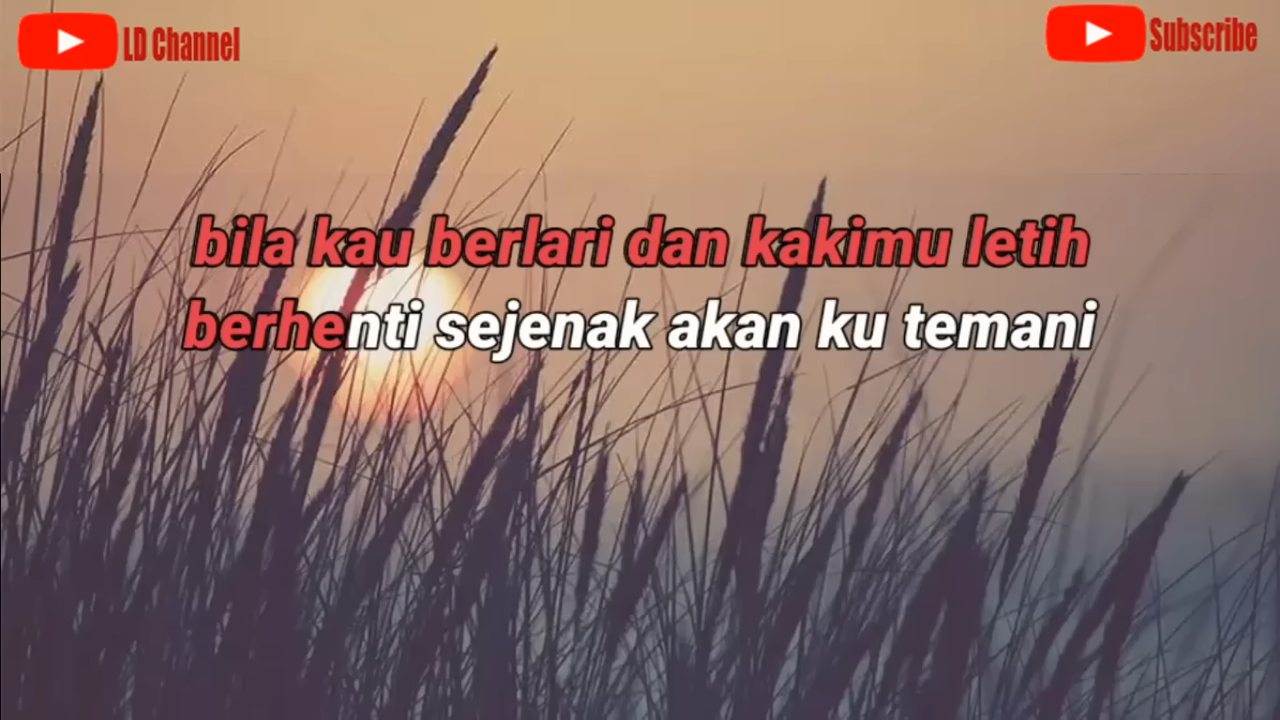 LD Channel
Subscribe
bila kau berlari dan kakimu letih
berhenti sejenak akan ku temani